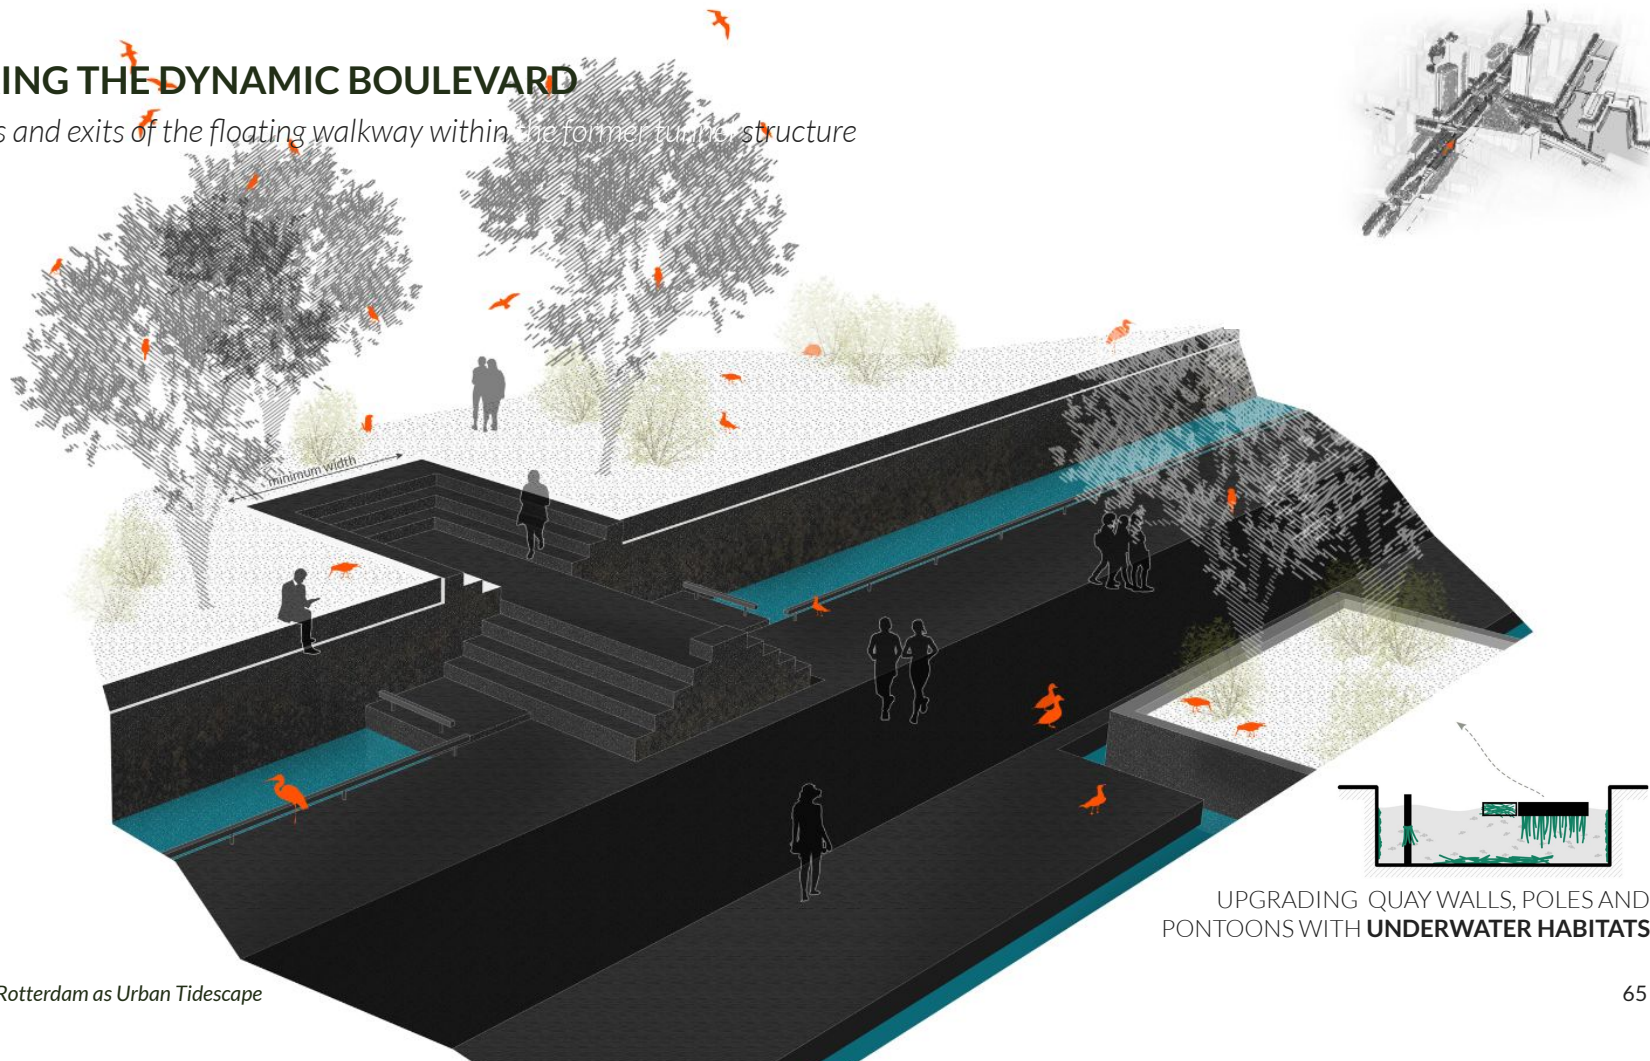 ING THE DYNAMIC BOULEVARD
s and exits of the floating walkway within the former tunnel structure
minimum width
UPGRADING QUAY WALLS, POLES AND
PONTOONS WITH UNDERWATER HABITATS
Rotterdam as Urban Tidescape
65